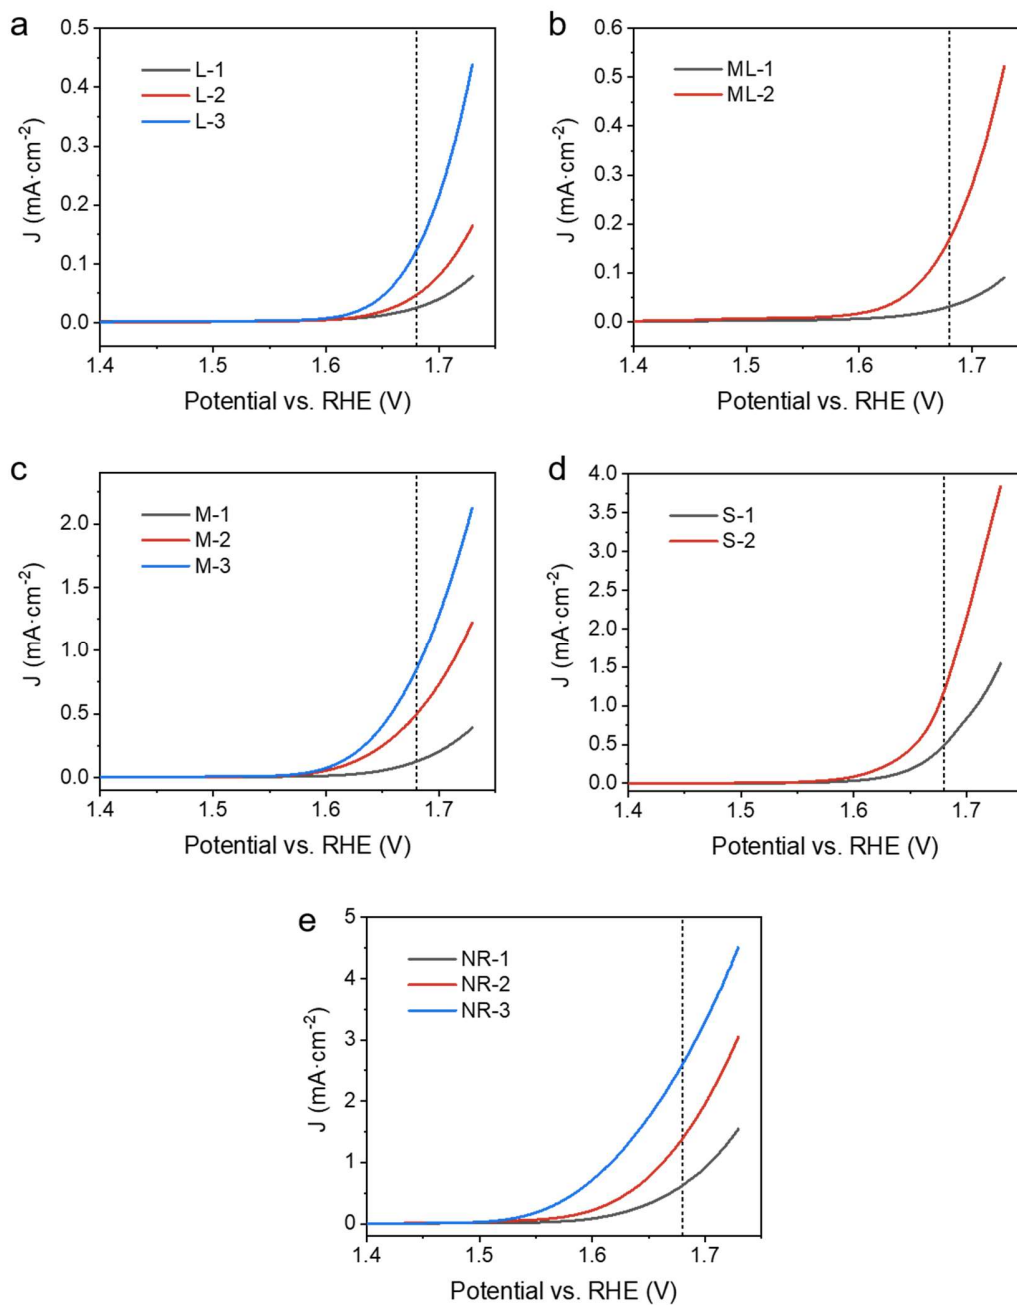 a
0.5
0.4
0.3
0.2
0.1
0.0
J (mA·cm⁻²)
L-1
L-2
L-3
1.4 1.5 1.6 1.7
Potential vs. RHE (V)
b
0.6
0.5
0.4
0.3
0.2
0.1
0.0
J (mA·cm⁻²)
ML-1
ML-2
1.4 1.5 1.6 1.7
Potential vs. RHE (V)
c
2.0
1.5
1.0
0.5
0.0
J (mA·cm⁻²)
M-1
M-2
M-3
1.4 1.5 1.6 1.7
Potential vs. RHE (V)
d
4.0
3.5
3.0
2.5
2.0
1.5
1.0
0.5
0.0
J (mA·cm⁻²)
S-1
S-2
1.4 1.5 1.6 1.7
Potential vs. RHE (V)
e
5
4
3
2
1
0
J (mA·cm⁻²)
NR-1
NR-2
NR-3
1.4 1.5 1.6 1.7
Potential vs. RHE (V)